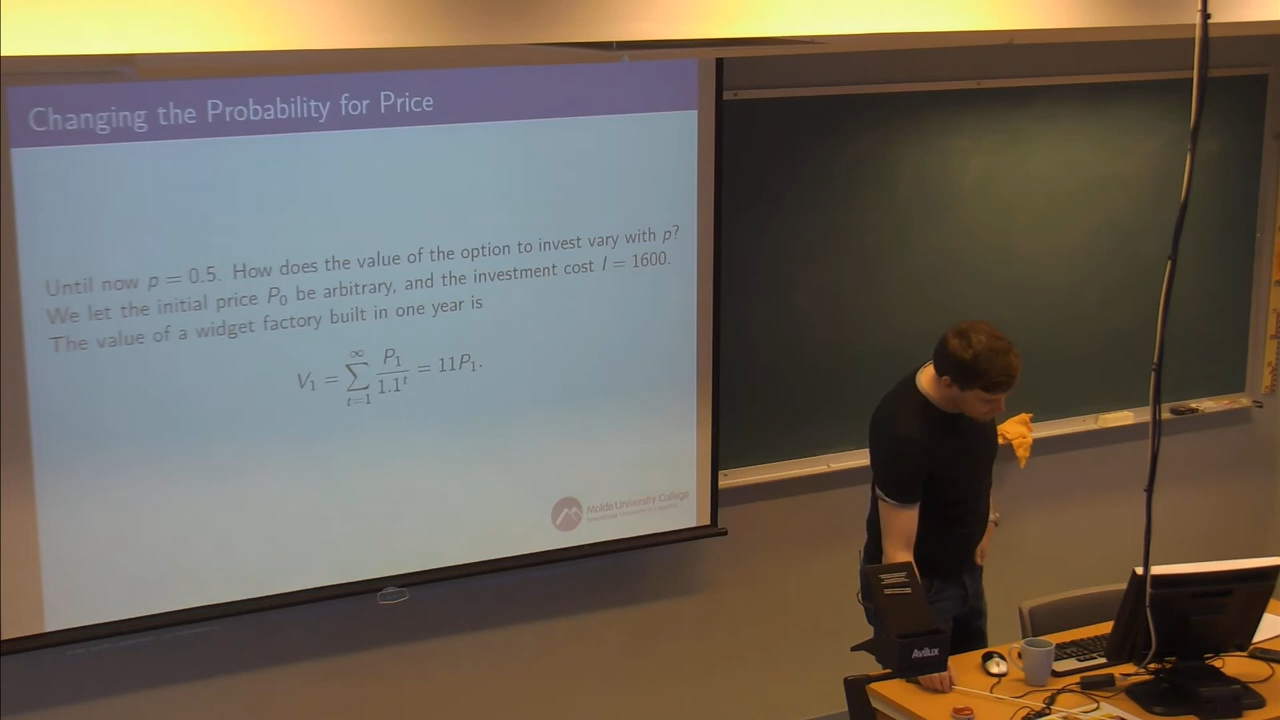 Changing the Probability for Price
Until now p = 0.5. How does the value of the option to invest vary with p?
We let the initial price P₀ be arbitrary, and the investment cost I = 1600.
The value of a widget factory built in one year is
V₁ = ∑_{t=1}^{∞} P₁/1.1ᵗ = 11P₁.
Molde University College
Avilux